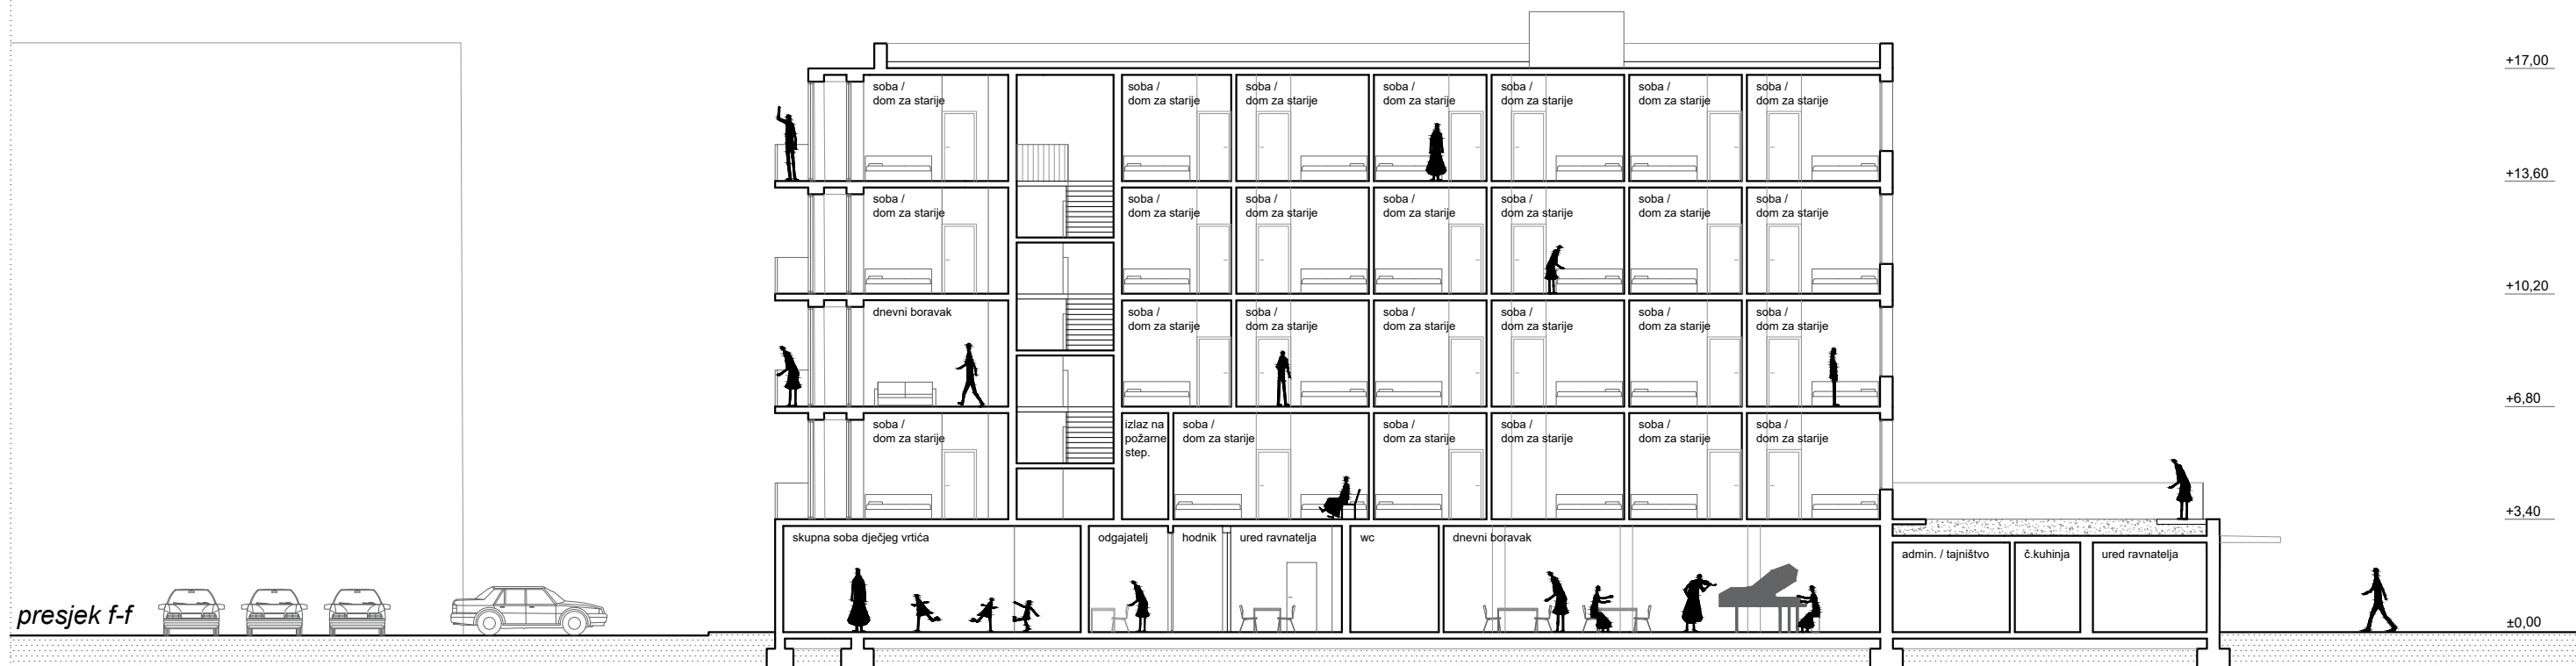 +17,00
soba /
dom za starije
soba /
dom za starije
soba /
dom za starije
soba /
dom za starije
soba /
dom za starije
soba /
dom za starije
soba /
dom za starije
+13,60
soba /
dom za starije
soba /
dom za starije
soba /
dom za starije
soba /
dom za starije
soba /
dom za starije
soba /
dom za starije
soba /
dom za starije
+10,20
dnevni boravak
soba /
dom za starije
soba /
dom za starije
soba /
dom za starije
soba /
dom za starije
soba /
dom za starije
soba /
dom za starije
+6,80
soba /
dom za starije
izlaz na
požarne
step.
soba /
dom za starije
soba /
dom za starije
soba /
dom za starije
soba /
dom za starije
soba /
dom za starije
+3,40
skupna soba dječjeg vrtića
odgajatelj
hodnik
ured ravnatelja
wc
dnevni boravak
admin. / tajništvo
č.kuhinja
ured ravnatelja
presjek f-f
±0,00